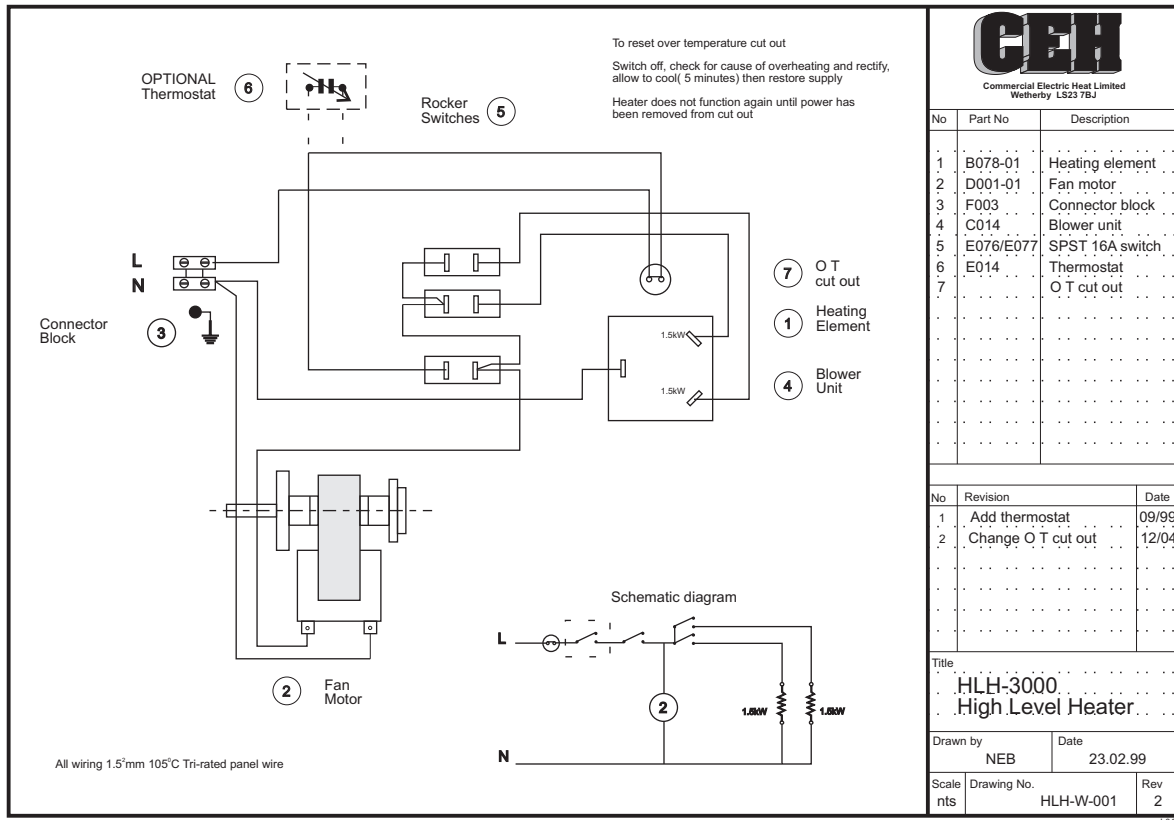 To reset over temperature cut out
Switch off, check for cause of overheating and rectify,
allow to cool( 5 minutes) then restore supply
Heater does not function again until power has
been removed from cut out
OPTIONAL
Thermostat
6
Rocker
Switches
5
L
N
Connector
Block
3
7
O T
cut out
1
Heating
Element
4
Blower
Unit
1.5kW
1.5kW
2
Fan
Motor
Schematic diagram
L
2
1.5kW
1.5kW
N
All wiring 1.5²mm 105°C Tri-rated panel wire
CEH
Commercial Electric Heat Limited
Wetherby LS23 7BJ
No Part No Description
1 B078-01 Heating element
2 D001-01 Fan motor
3 F003 Connector block
4 C014 Blower unit
5 E076/E077 SPST 16A switch
6 E014 Thermostat
7 O T cut out
No Revision Date
1 Add thermostat 09/99
2 Change O T cut out 12/04
Title
HLH-3000
High Level Heater
Drawn by Date
NEB 23.02.99
Scale Drawing No. Rev
nts HLH-W-001 2